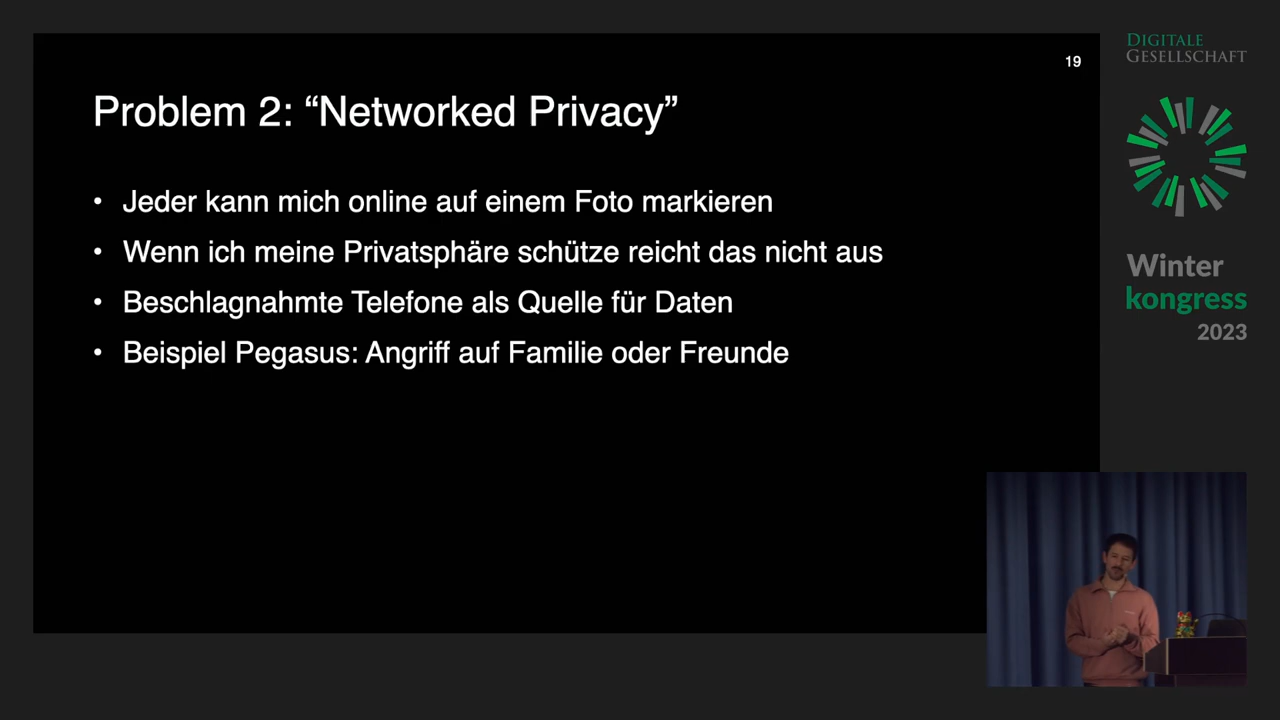 19
Problem 2: “Networked Privacy”
• Jeder kann mich online auf einem Foto markieren
• Wenn ich meine Privatsphäre schütze reicht das nicht aus
• Beschlagnahmte Telefone als Quelle für Daten
• Beispiel Pegasus: Angriff auf Familie oder Freunde
DIGITALE
GESELLSCHAFT
Winter
kongress
2023